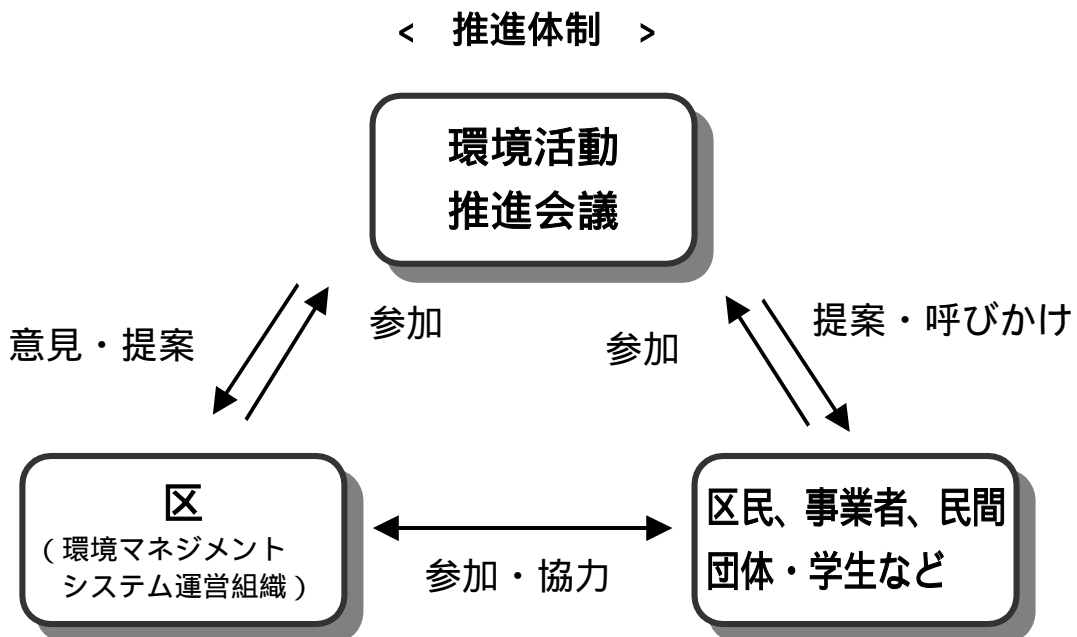 < 推進体制 >
環境活動
推進会議
意見・提案
参加
参加
提案・呼びかけ
区
（環境マネジメント
システム運営組織）
参加・協力
区民、事業者、民間
団体・学生など